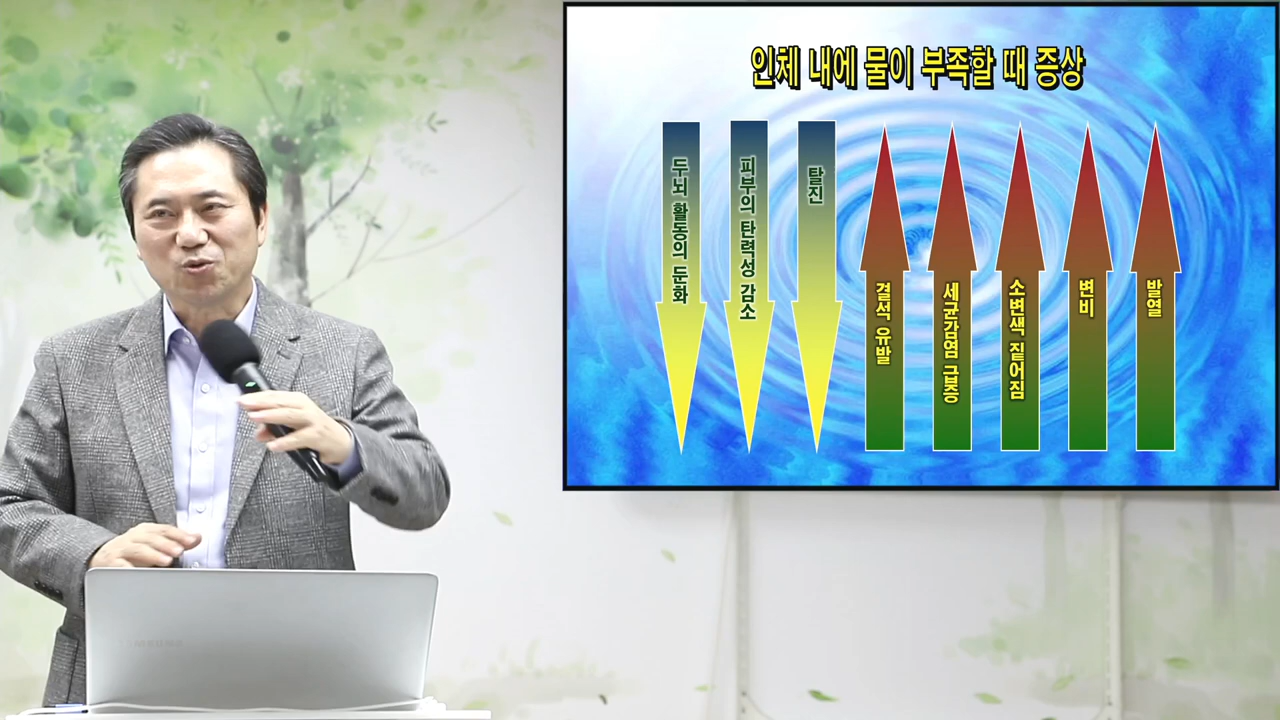 인체 내에 물이 부족할 때 증상
두뇌 활동의 둔화
피부의 탄력성 감소
탈진
결석 유발
세균감염 급증
소변색 짙어짐
변비
발열